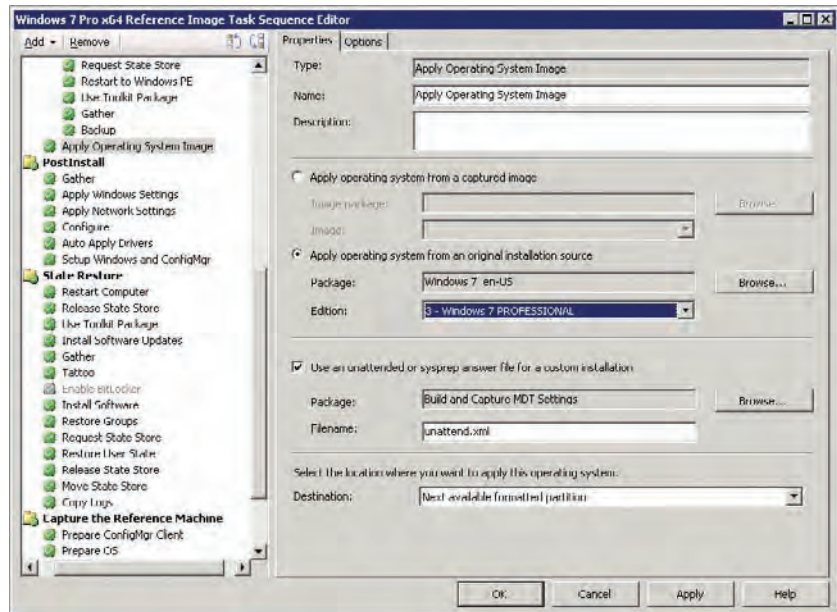 Windows 7 Pro x64 Reference Image Task Sequence Editor
Add Remove
Request State Store
Restart to Windows PE
Use Toolkit Package
Gather
Backup
Apply Operating System Image
PostInstall
Gather
Apply Windows Settings
Apply Network Settings
Configure
Auto Apply Drivers
Setup Windows and ConfigMgr
State Restore
Restart Computer
Release State Store
Use Toolkit Package
Install Software Updates
Gather
Tattoo
Enable BitLocker
Install Software
Restore Groups
Request State Store
Restore User State
Release State Store
Move State Store
Copy Logs
Capture the Reference Machine
Prepare ConfigMgr Client
Prepare OS
Properties Options
Type: Apply Operating System Image
Name: Apply Operating System Image
Description:
Apply operating system from a captured image
Image package: Browse...
Image:
Apply operating system from an original installation source
Package: Windows 7 en-US Browse...
Edition: 3 - Windows 7 PROFESSIONAL
Use an unattended or sysprep answer file for a custom installation
Package: Build and Capture MDT Settings Browse...
Filename: unattend.xml
Select the location where you want to apply this operating system.
Destination: Next available formatted partition
OK Cancel Apply Help